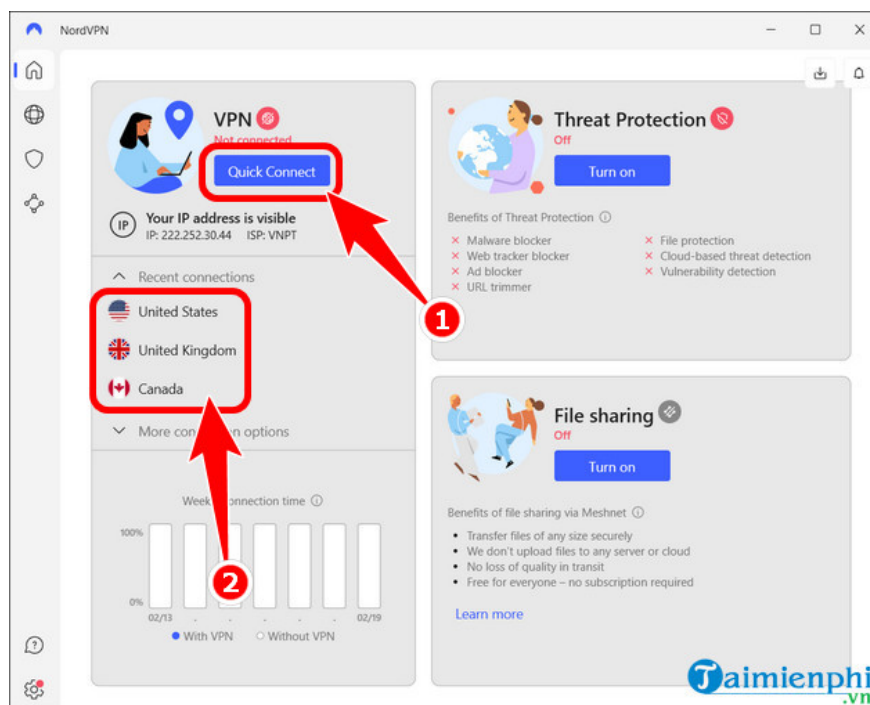 NordVPN
VPN
Not connected
Quick Connect
IP
Your IP address is visible
IP: 222.252.30.44 ISP: VNPT
Recent connections
United States
United Kingdom
Canada
More options
connection time
100%
0%
02/13 02/19
With VPN Without VPN
Threat Protection
Off
Turn on
Benefits of Threat Protection
Malware blocker
Web tracker blocker
Ad blocker
URL trimmer
File protection
Cloud-based threat detection
Vulnerability detection
File sharing
Off
Turn on
Benefits of file sharing via Meshnet
Transfer files of any size securely
We don't upload files to any server or cloud
No loss of quality in transit
Free for everyone – no subscription required
Learn more
1
2
Taimienphi
.vn